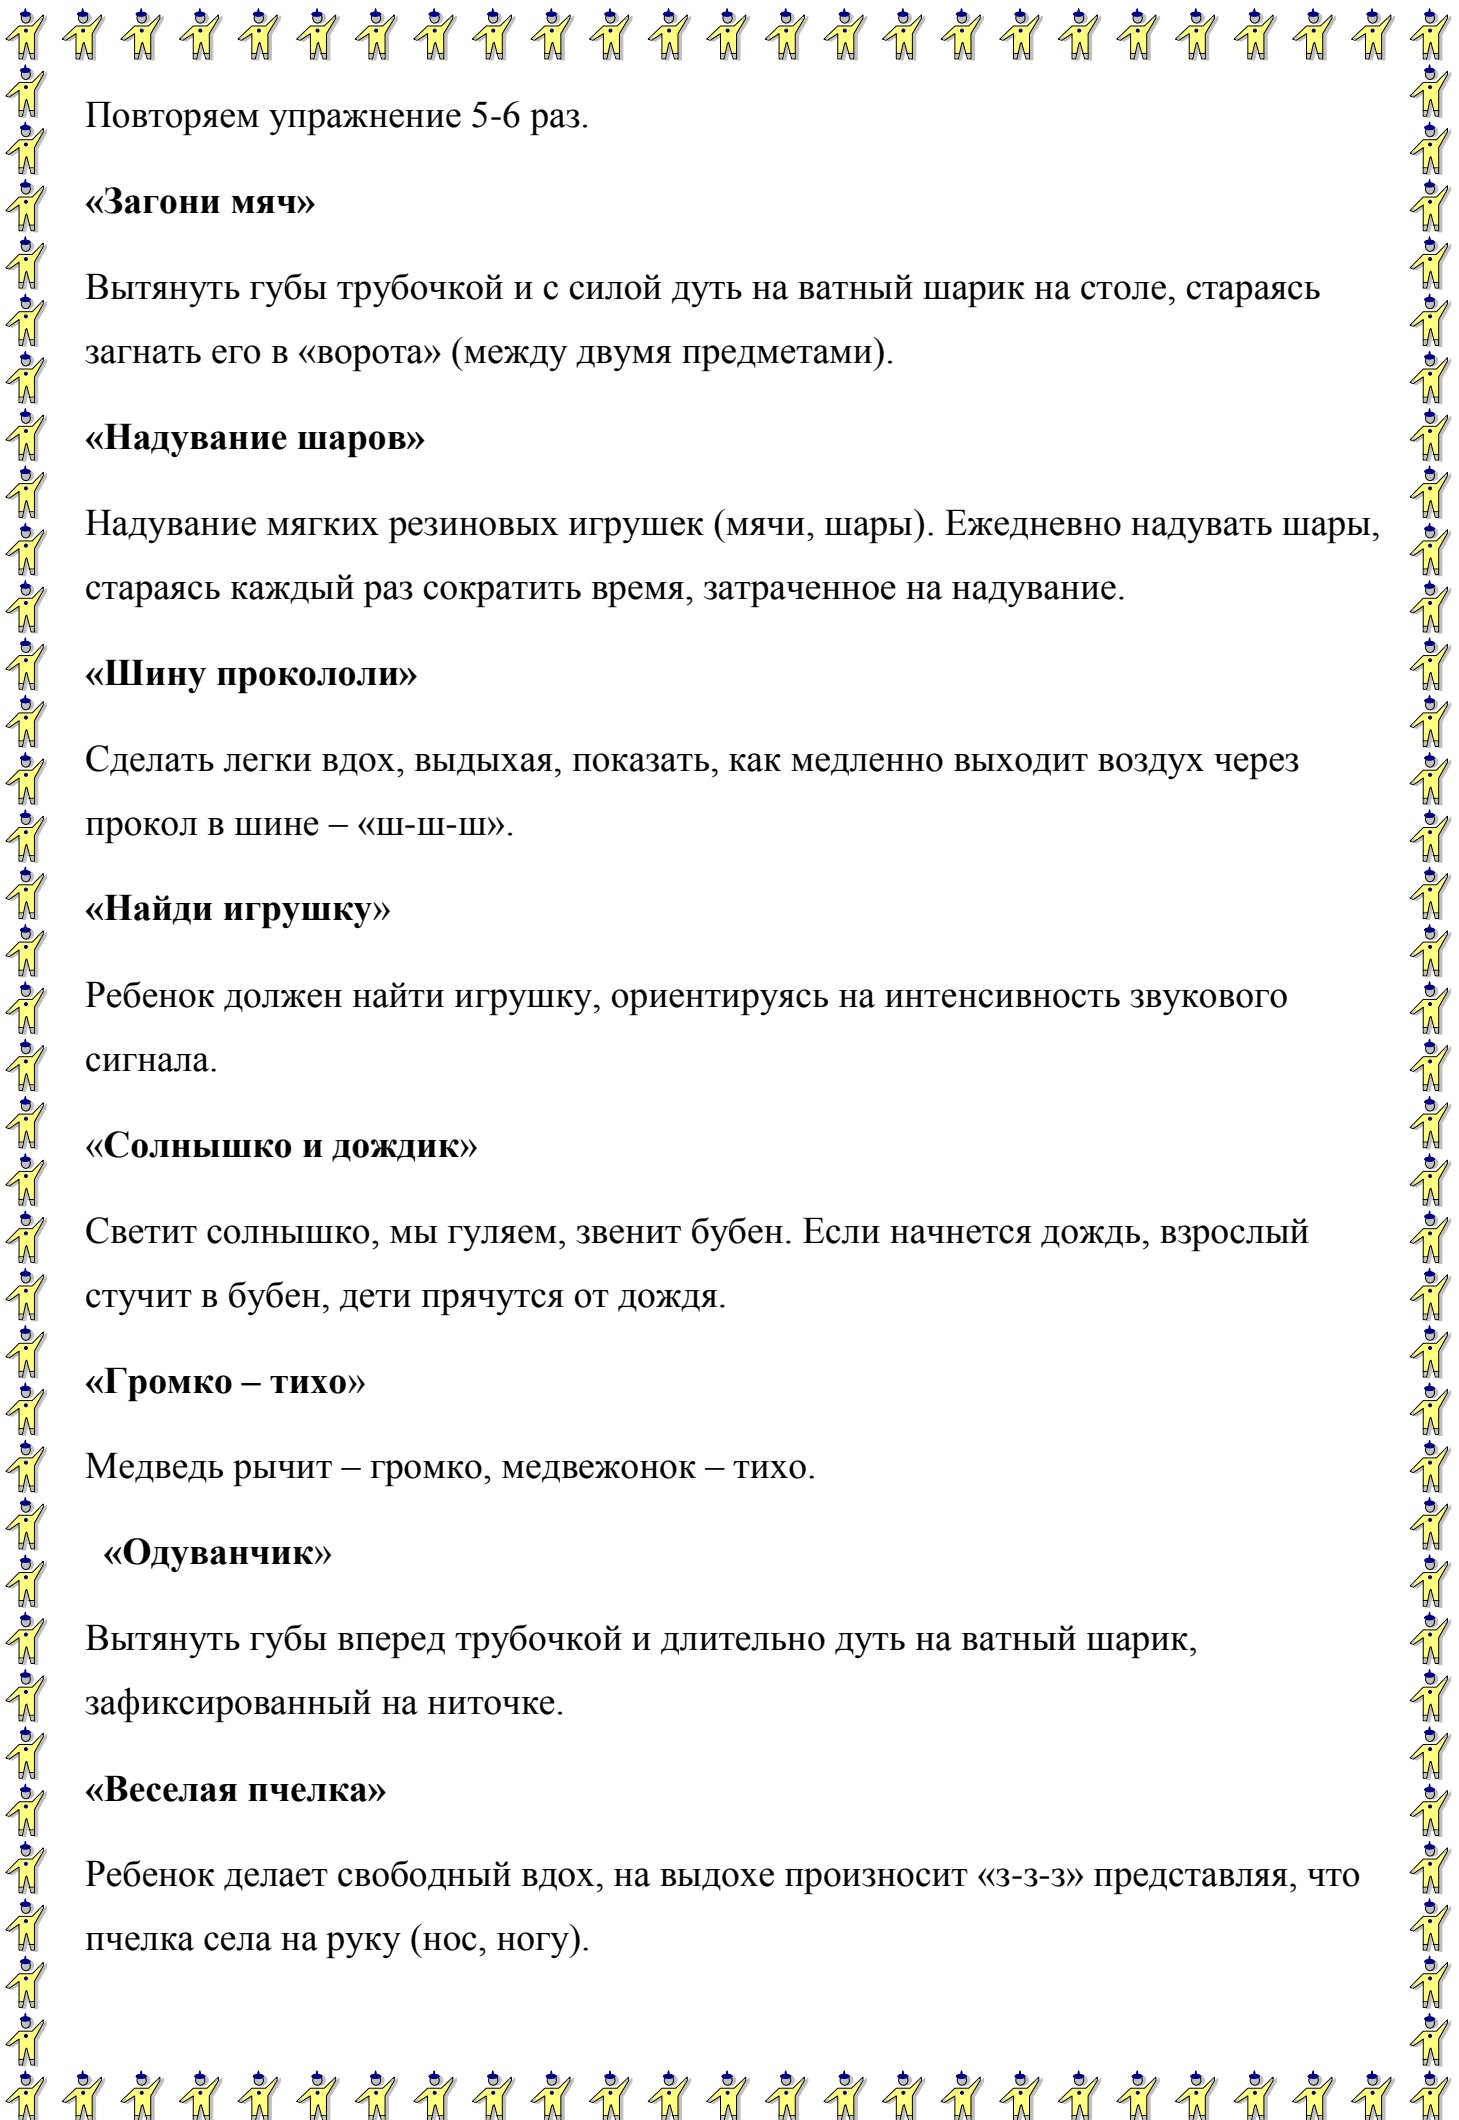 Повторяем упражнение 5-6 раз.
«Загони мяч»
Вытянуть губы трубочкой и с силой дуть на ватный шарик на столе, стараясь
загнать его в «ворота» (между двумя предметами).
«Надувание шаров»
Надувание мягких резиновых игрушек (мячи, шары). Ежедневно надувать шары,
стараясь каждый раз сократить время, затраченное на надувание.
«Шину прокололи»
Сделать легки вдох, выдыхая, показать, как медленно выходит воздух через
прокол в шине – «ш-ш-ш».
«Найди игрушку»
Ребенок должен найти игрушку, ориентируясь на интенсивность звукового
сигнала.
«Солнышко и дождик»
Светит солнышко, мы гуляем, звенит бубен. Если начнется дождь, взрослый
стучит в бубен, дети прячутся от дождя.
«Громко – тихо»
Медведь рычит – громко, медвежонок – тихо.
«Одуванчик»
Вытянуть губы вперед трубочкой и длительно дуть на ватный шарик,
зафиксированный на ниточке.
«Веселая пчелка»
Ребенок делает свободный вдох, на выдохе произносит «з-з-з» представляя, что
пчелка села на руку (нос, ногу).